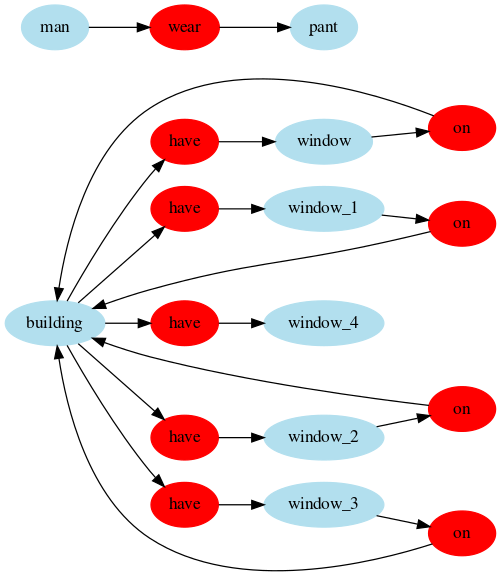 man wear pant
on
have window
have window_1
on
building have window_4
on
have window_2
have window_3
on